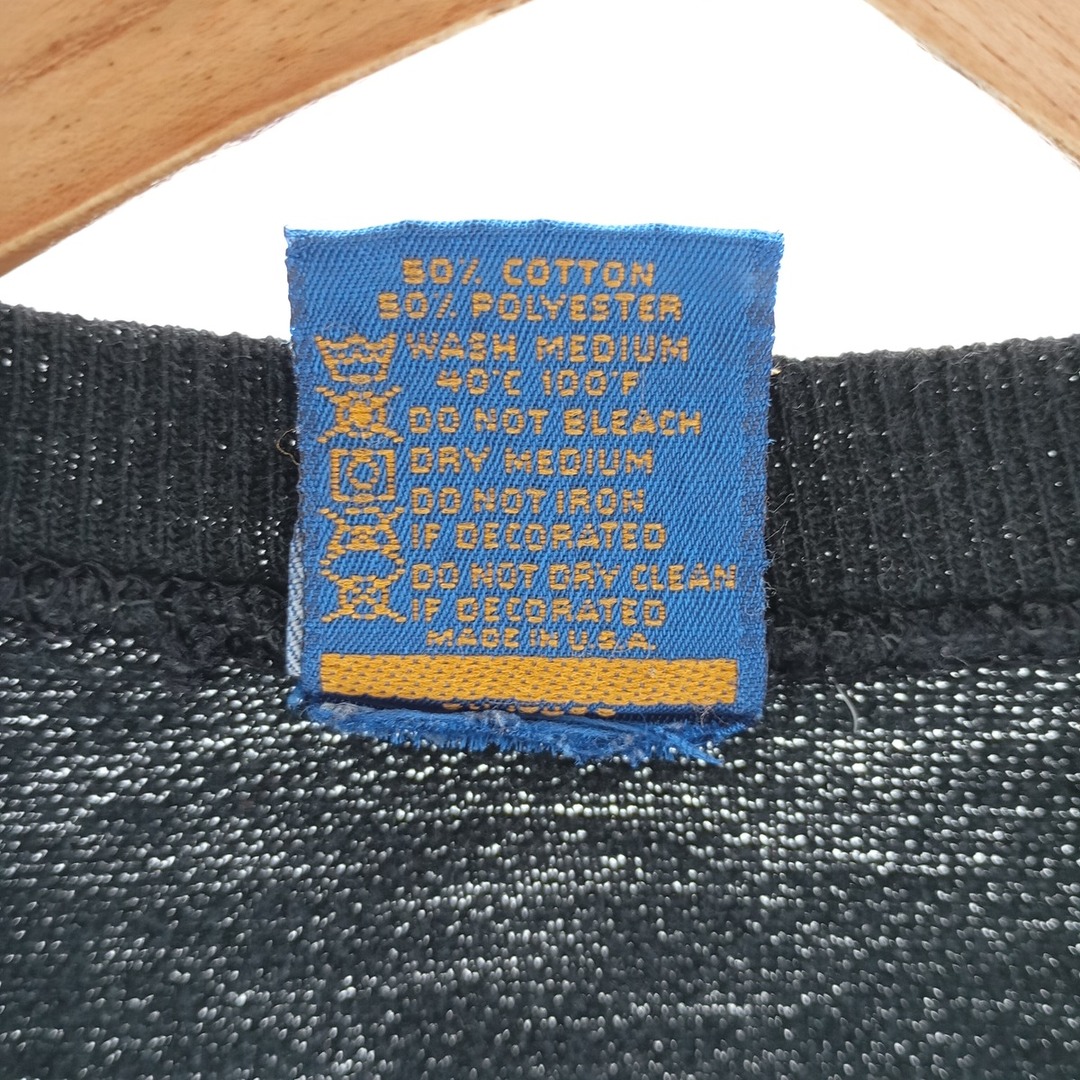 50% COTTON
50% POLYESTER
WASH MEDIUM
40°C 100°F
DO NOT BLEACH
DRY MEDIUM
DO NOT IRON
IF DECORATED
DO NOT DRY CLEAN
IF DECORATED
MADE IN U.S.A.